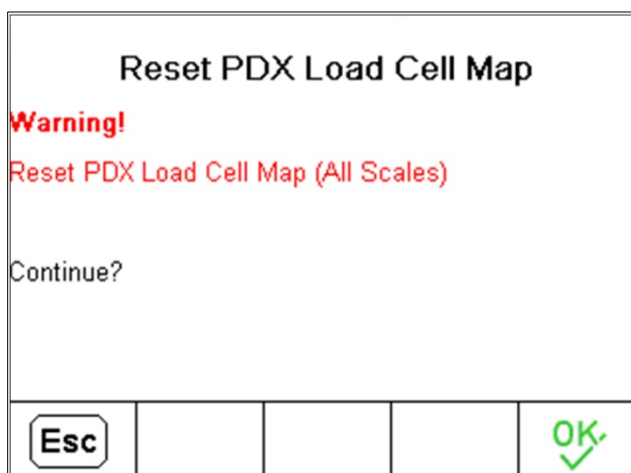 Reset PDX Load Cell Map
Warning!
Reset PDX Load Cell Map (All Scales)
Continue?
Esc
OK